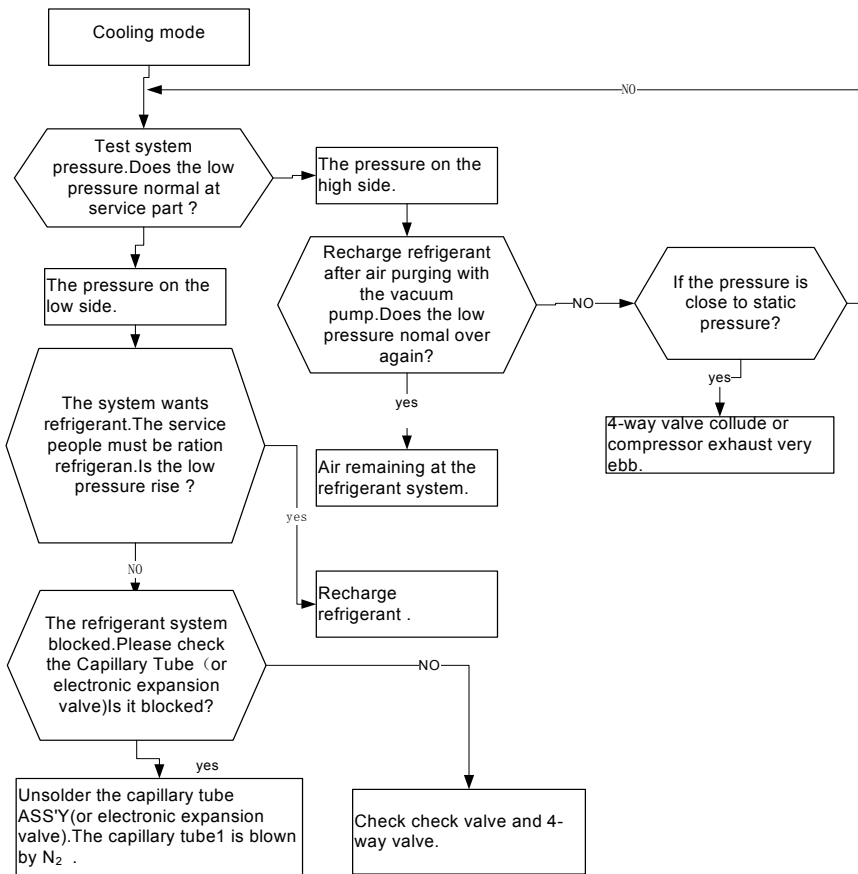 Cooling mode
NO
Test system
pressure.Does the low
pressure normal at
service part ?
The pressure on the
high side.
The pressure on the
low side.
Recharge refrigerant
after air purging with
the vacuum
pump.Does the low
pressure nomal over
again?
NO
If the pressure is
close to static
pressure?
yes
yes
4-way valve collude or
compressor exhaust very
ebb.
The system wants
refrigerant.The service
people must be ration
refrigeran.Is the low
pressure rise ?
Air remaining at the
refrigerant system.
yes
NO
Recharge
refrigerant .
The refrigerant system
blocked.Please check
the Capillary Tube（or
electronic expansion
valve)Is it blocked?
NO
yes
Unsolder the capillary tube
ASS'Y(or electronic expansion
valve).The capillary tube1 is blown
by N₂ .
Check check valve and 4-
way valve.